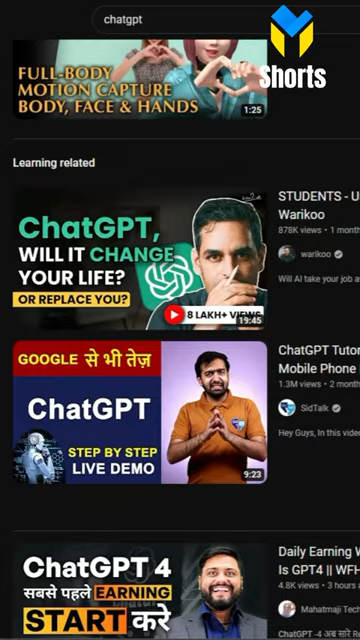 chatgpt
Shorts
FULL-BODY
MOTION CAPTURE
BODY, FACE & HANDS
1:25
Learning related
ChatGPT,
WILL IT CHANGE
YOUR LIFE?
OR REPLACE YOU?
8 LAKH+ VIEWS
19:45
STUDENTS - U
Warikoo
878K views • 1 month
warikoo
Will AI take your job a
GOOGLE से भी तेज़
ChatGPT
STEP BY STEP
LIVE DEMO
9:23
ChatGPT Tutor
Mobile Phone
1.3M views • 2 month
SidTalk
Hey Guys, In this vide
ChatGPT 4
सबसे पहले EARNING
START करे
Daily Earning W
Is GPT4 || WFH
4.8K views • 3 hours a
Mahatmaji Tech
ChatGPT -4 अब सारे R